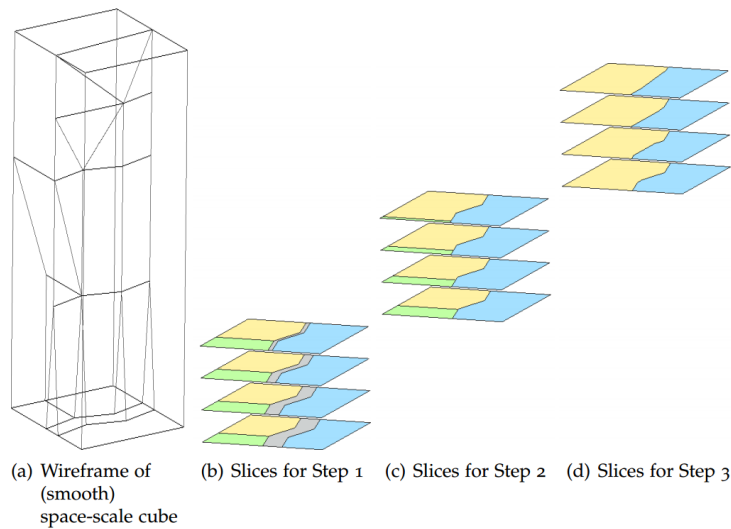 (a) Wireframe of
(smooth)
space-scale cube
(b) Slices for Step 1
(c) Slices for Step 2
(d) Slices for Step 3